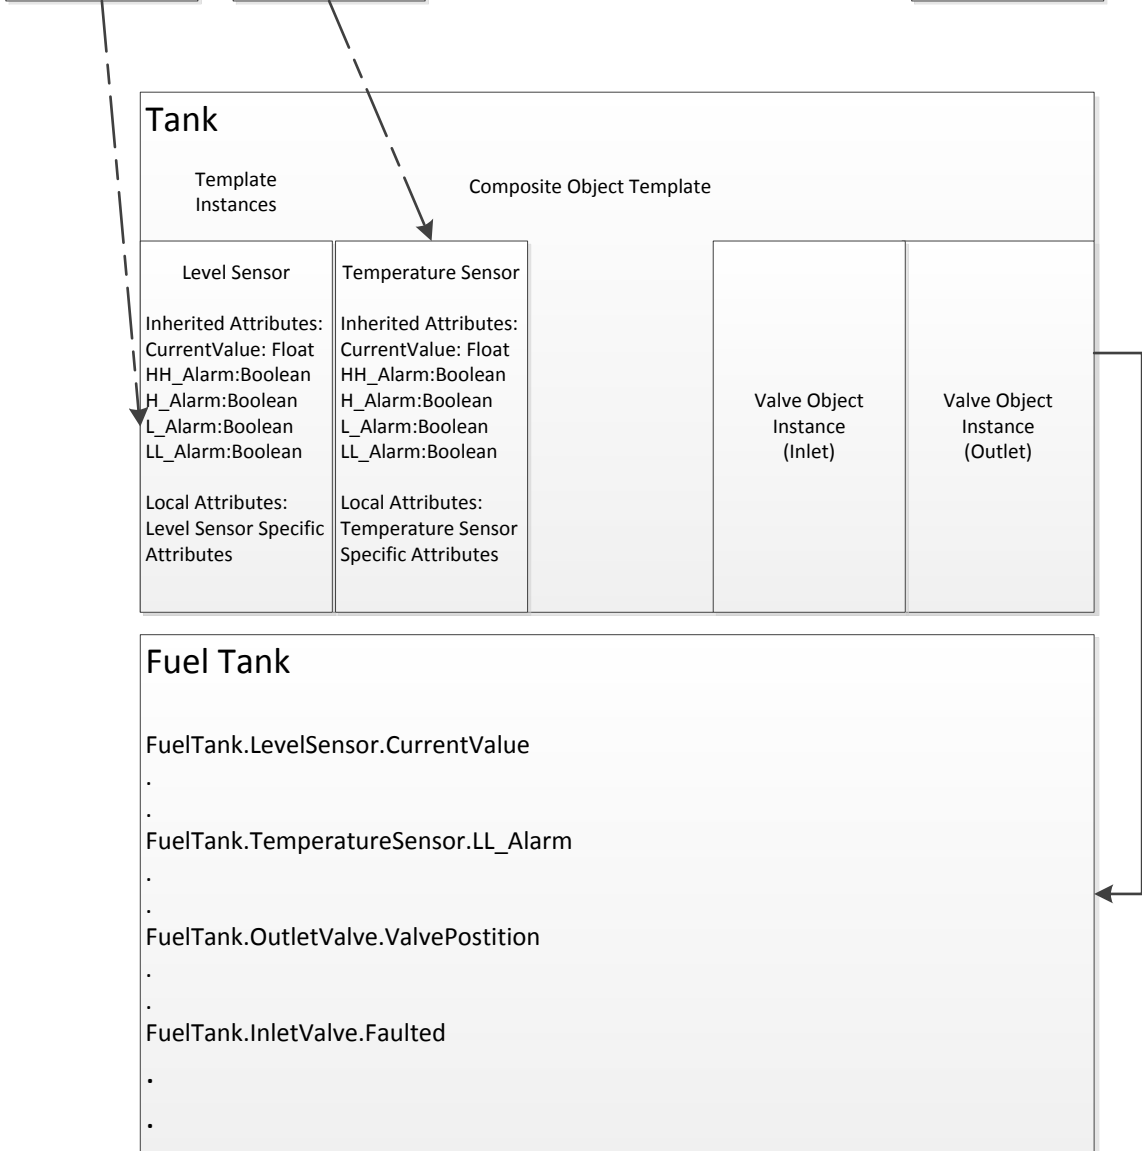 Tank
Template
Instances
Composite Object Template
Level Sensor
Inherited Attributes:
CurrentValue: Float
HH_Alarm:Boolean
H_Alarm:Boolean
L_Alarm:Boolean
LL_Alarm:Boolean
Local Attributes:
Level Sensor Specific
Attributes
Temperature Sensor
Inherited Attributes:
CurrentValue: Float
HH_Alarm:Boolean
H_Alarm:Boolean
L_Alarm:Boolean
LL_Alarm:Boolean
Local Attributes:
Temperature Sensor
Specific Attributes
Valve Object
Instance
(Inlet)
Valve Object
Instance
(Outlet)
Fuel Tank
FuelTank.LevelSensor.CurrentValue
.
.
FuelTank.TemperatureSensor.LL_Alarm
.
.
FuelTank.OutletValve.ValvePostition
.
.
FuelTank.InletValve.Faulted
.
.